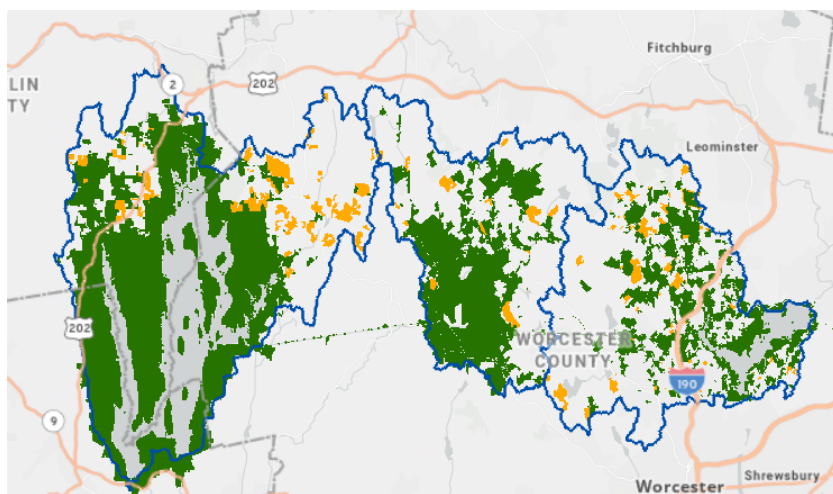 Fitchburg
LIN
TY
2
202
Leominster
202
WORCESTER
COUNTY
190
9
Worcester
Shrewsbury